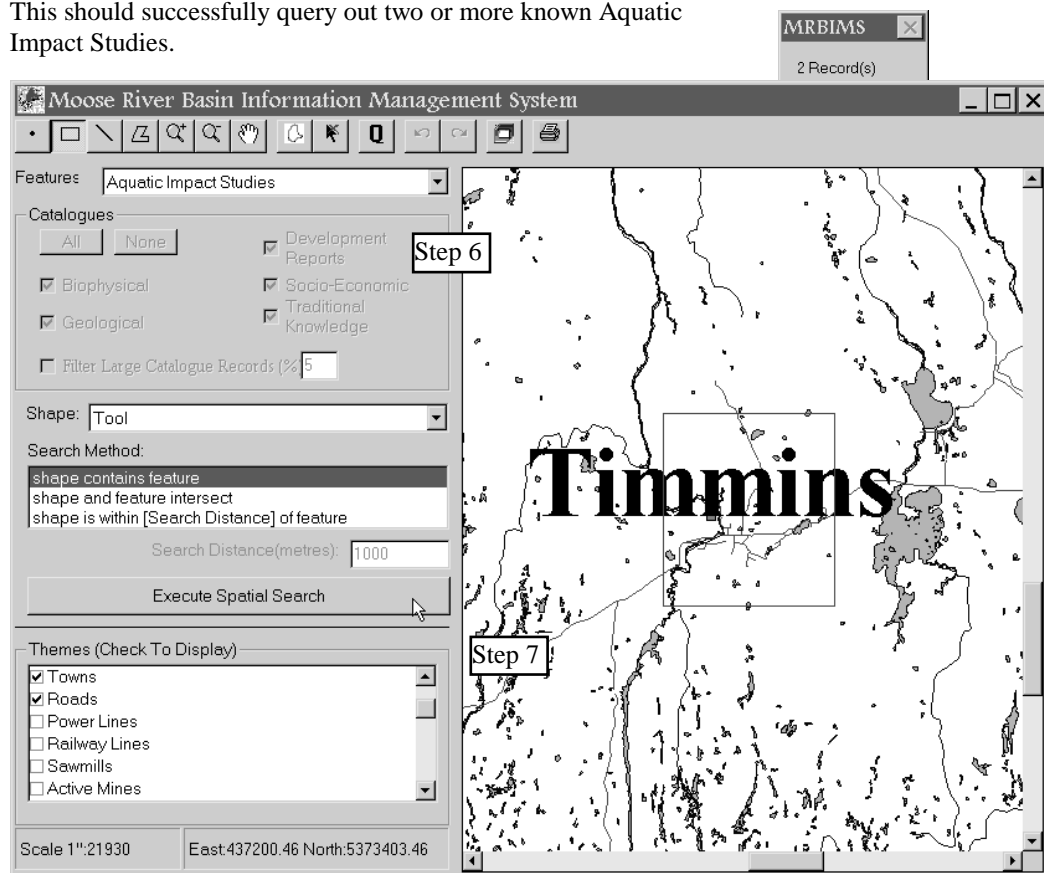 This should successfully query out two or more known Aquatic
Impact Studies.
MRBIMS
2 Record(s)
Moose River Basin Information Management System
Q
Features
Aquatic Impact Studies
Catalogues
All
None
Development
Reports
Step 6
Biophysical
Socio-Economic
Geological
Traditional
Knowledge
Filter Large Catalogue Records (%)
5
Shape:
Tool
Search Method:
shape contains feature
shape and feature intersect
shape is within [Search Distance] of feature
Search Distance(metres):
1000
Execute Spatial Search
Timmins
Step 7
Themes (Check To Display)
Towns
Roads
Power Lines
Railway Lines
Sawmills
Active Mines
Scale 1":21930
East:437200.46 North:5373403.46